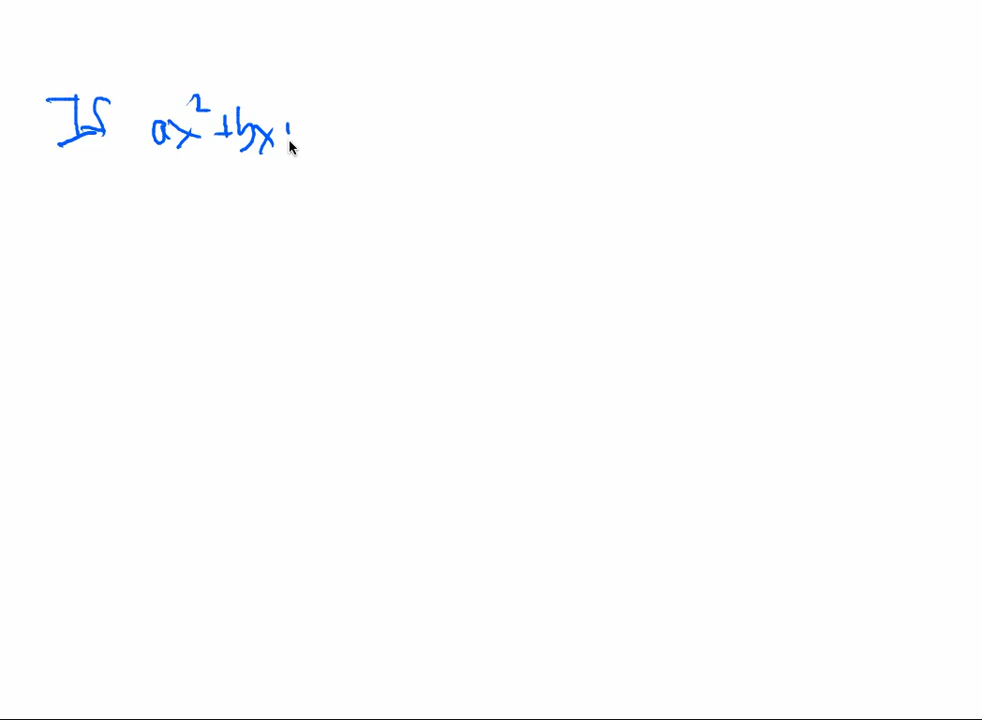 If ax² + bx